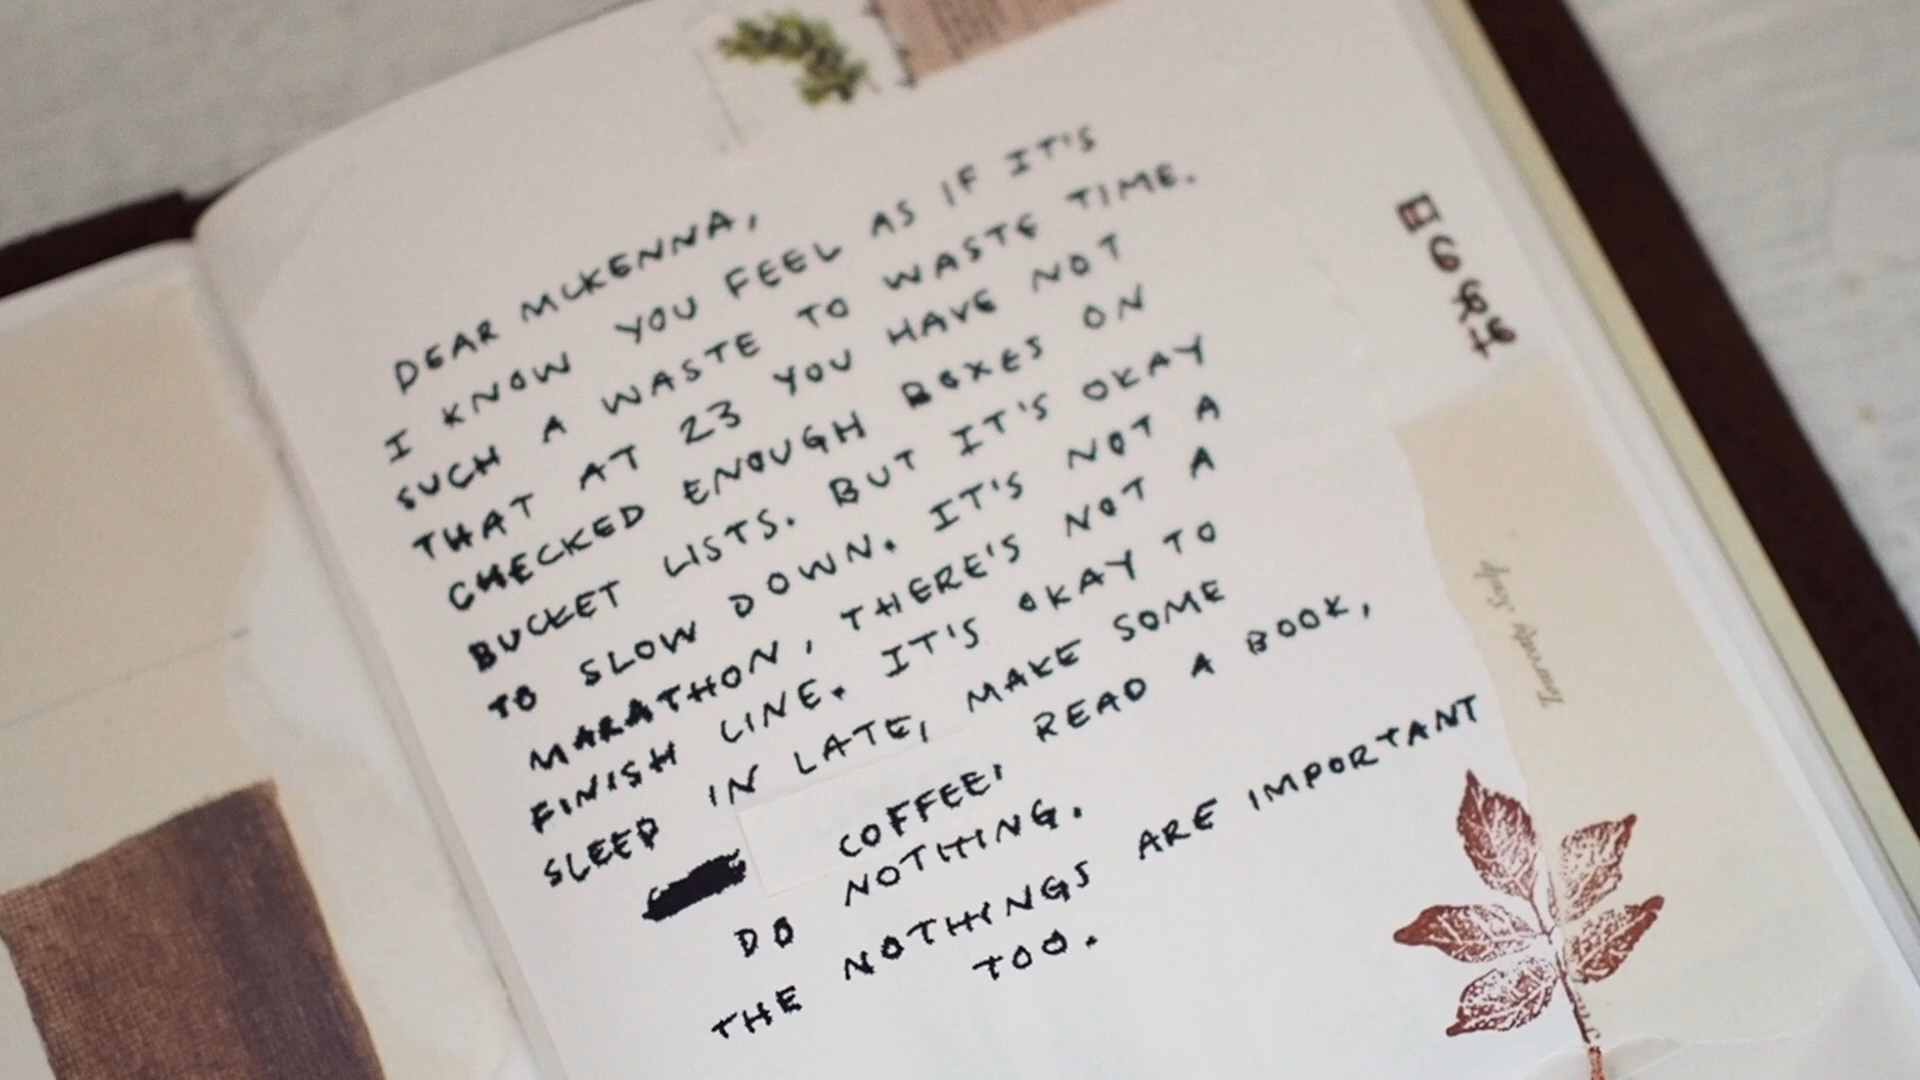 DEAR MCKENNA,
I KNOW YOU FEEL AS IF IT'S
SUCH A WASTE TO WASTE TIME.
THAT AT 23 YOU HAVE NOT
CHECKED ENOUGH BOXES ON
BUCKET LISTS. BUT IT'S OKAY
TO SLOW DOWN. IT'S NOT A
MARATHON, THERE'S NOT A
FINISH LINE. IT'S OKAY TO
SLEEP IN LATE, MAKE SOME
COFFEE, READ A BOOK,
DO NOTHING.
THE NOTHINGS ARE IMPORTANT
TOO.